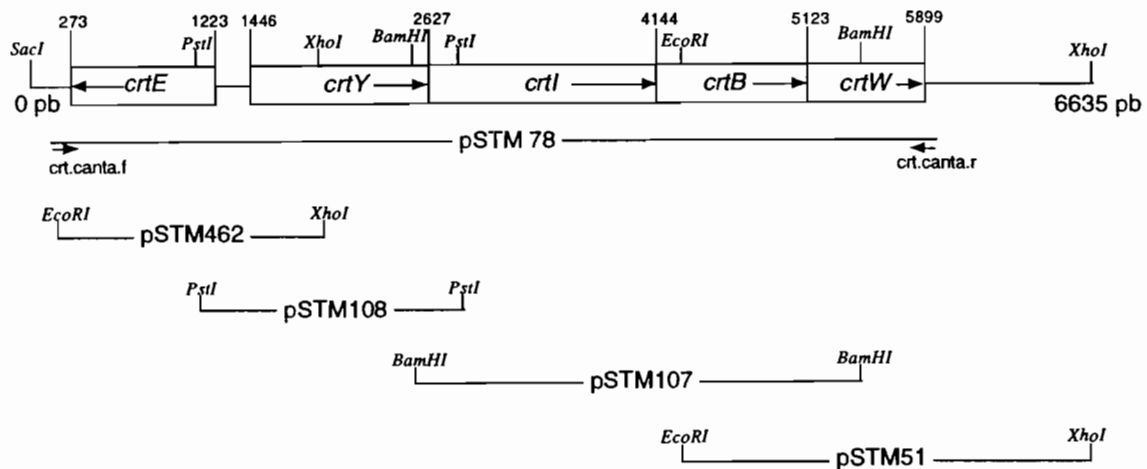 273 1223 1446 2627 4144 5123 5899
SacI PstI XhoI BamHI PstI EcoRI BamHI XhoI
crtE crtY crtI crtB crtW
0 pb 6635 pb
pSTM 78
crt.canta.f crt.canta.r
EcoRI XhoI
pSTM462
PstI PstI
pSTM108
BamHI BamHI
pSTM107
EcoRI XhoI
pSTM51